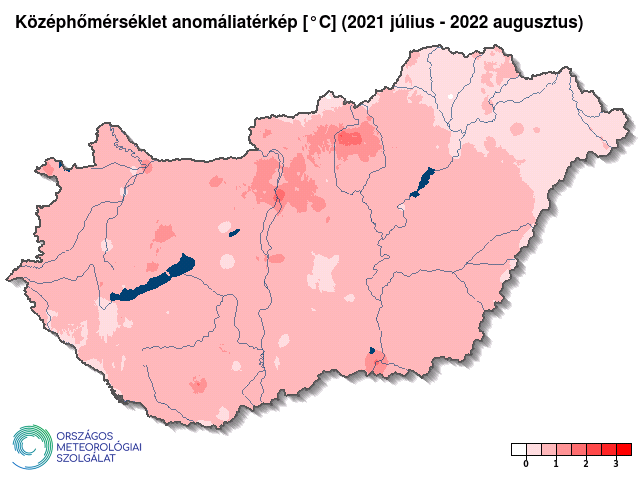 Középhőmérséklet anomáliatérkép [°C] (2021 július - 2022 augusztus)
ORSZÁGOS
METEOROLÓGIAI
SZOLGÁLAT
0 1 2 3